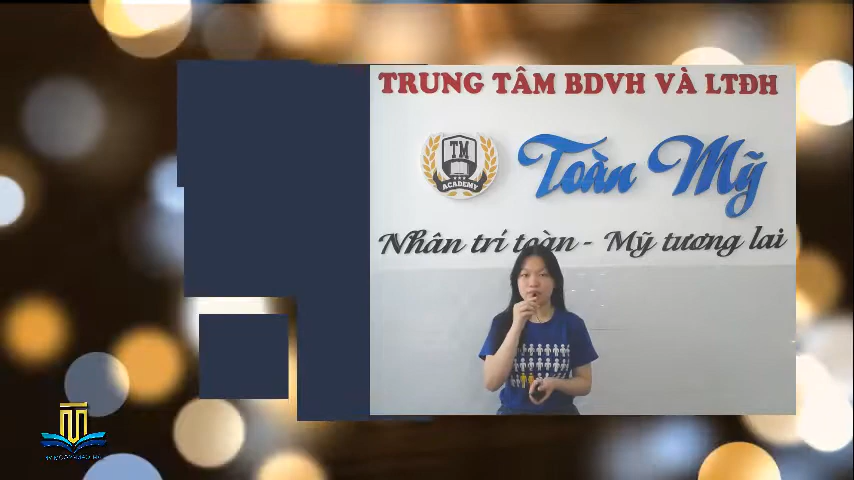 TRUNG TÂM BDVH VÀ LTĐH
TM
ACADEMY
Toàn Mỹ
Nhân trí toàn - Mỹ tương lai